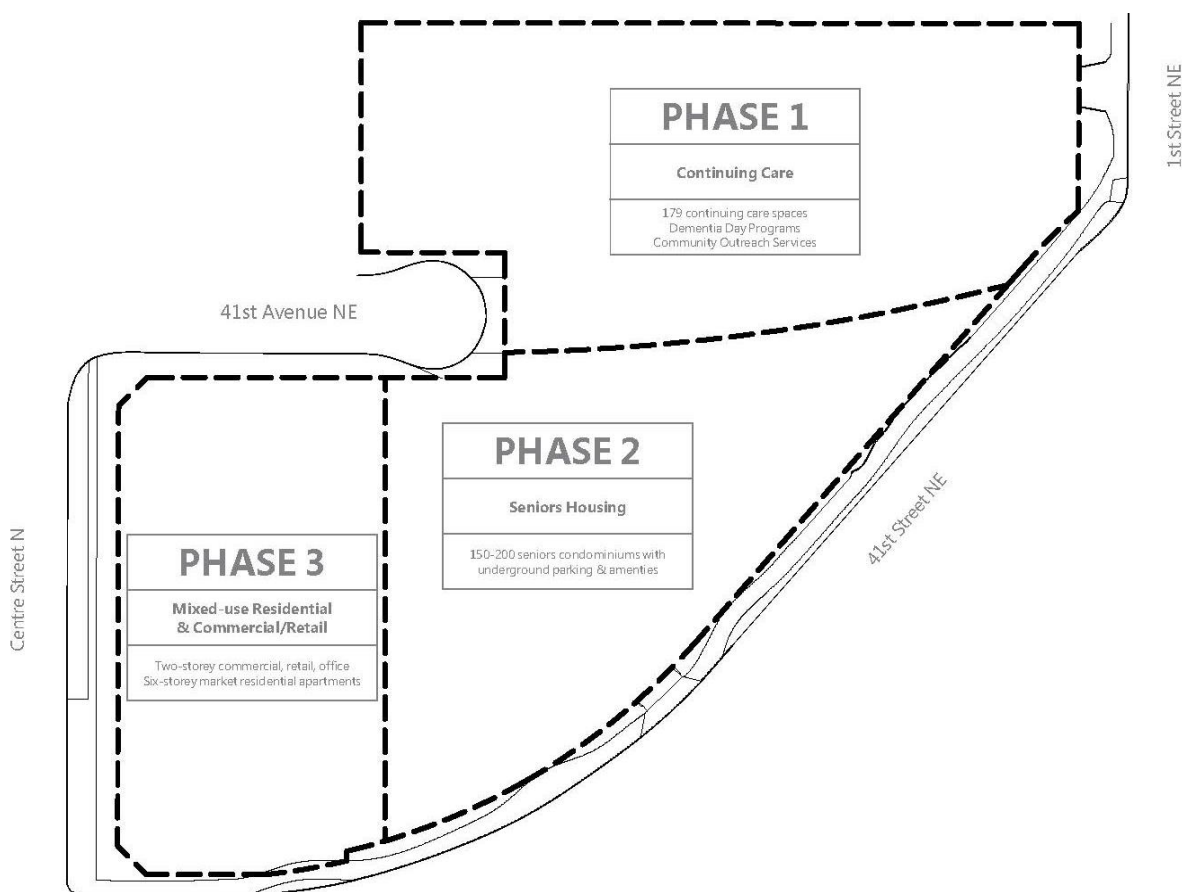 1st Street NE
PHASE 1
Continuing Care
179 continuing care spaces
Dementia Day Programs
Community Outreach Services
41st Avenue NE
PHASE 2
Seniors Housing
150-200 seniors condominiums with
underground parking & amenities
41st Street NE
Centre Street N
PHASE 3
Mixed-use Residential
& Commercial/Retail
Two-storey commercial, retail, office
Six-storey market residential apartments